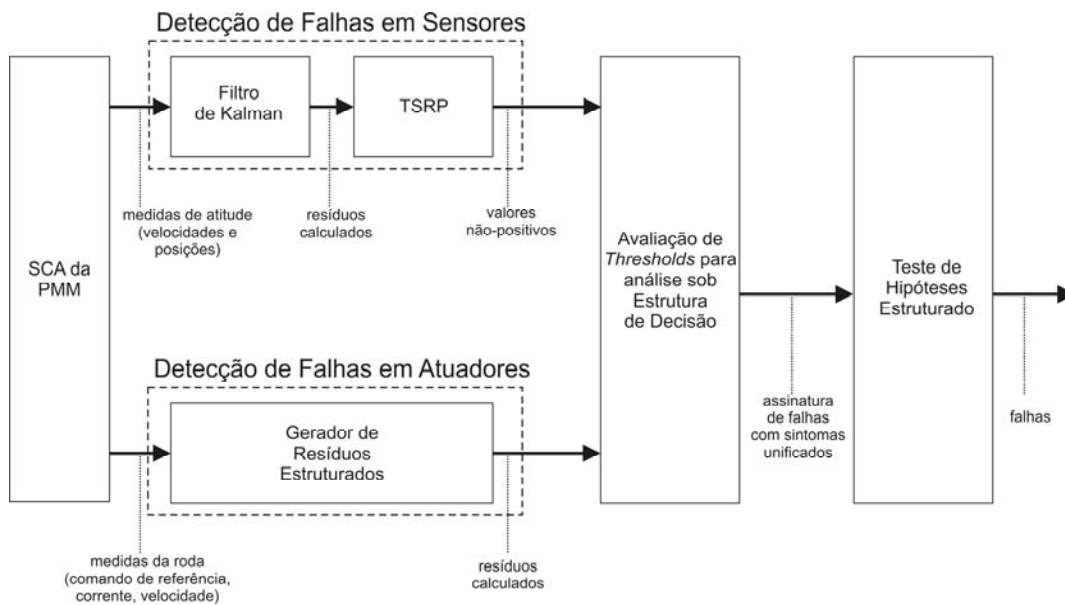 Detecção de Falhas em Sensores
Filtro
de Kalman
TSRP
medidas de atitude
(velocidades e
posições)
resíduos
calculados
valores
não-positivos
SCA da
PMM
Avaliação de
Thresholds para
análise sob
Estrutura
de Decisão
Teste de
Hipóteses
Estruturado
Detecção de Falhas em Atuadores
Gerador de
Resíduos
Estruturados
assinatura
de falhas
com sintomas
unificados
falhas
medidas da roda
(comando de referência,
corrente, velocidade)
resíduos
calculados